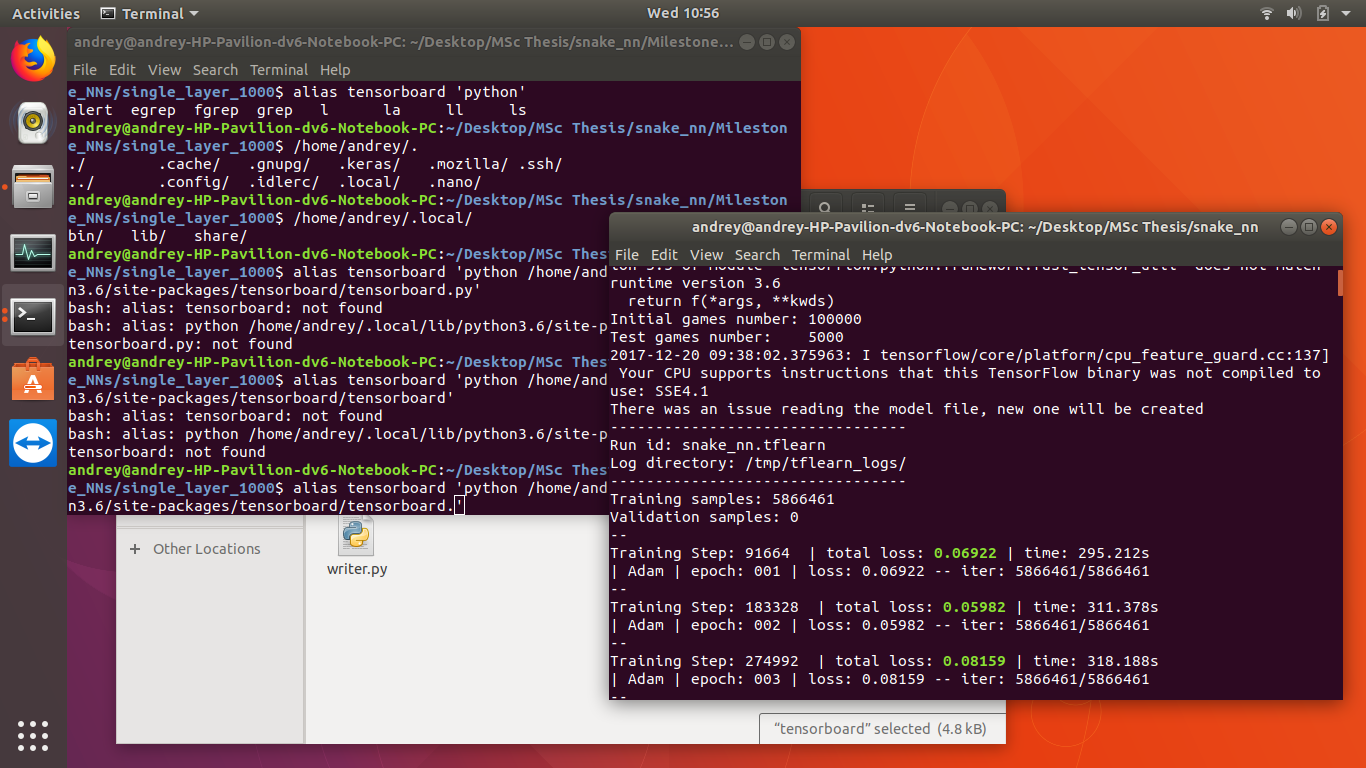 Activities Terminal Wed 10:56
andrey@andrey-HP-Pavilion-dv6-Notebook-PC: ~/Desktop/MSc Thesis/snake_nn/Milestone...
File Edit View Search Terminal Help
e_NNs/single_layer_1000$ alias tensorboard 'python'
alert egrep fgrep grep l la ll ls
andrey@andrey-HP-Pavilion-dv6-Notebook-PC:~/Desktop/MSc Thesis/snake_nn/Mileston
e_NNs/single_layer_1000$ /home/andrey/.
./ .cache/ .gnupg/ .keras/ .mozilla/ .ssh/
../ .config/ .idlerc/ .local/ .nano/
andrey@andrey-HP-Pavilion-dv6-Notebook-PC:~/Desktop/MSc Thesis/snake_nn/Mileston
e_NNs/single_layer_1000$ /home/andrey/.local/
bin/ lib/ share/
andrey@andrey-HP-Pavilion-dv6-Notebook-PC:~/Desktop/MSc Thes
e_NNs/single_layer_1000$ alias tensorboard 'python /home/and
n3.6/site-packages/tensorboard/tensorboard.py'
bash: alias: tensorboard: not found
bash: alias: python /home/andrey/.local/lib/python3.6/site-p
tensorboard.py: not found
andrey@andrey-HP-Pavilion-dv6-Notebook-PC:~/Desktop/MSc Thes
e_NNs/single_layer_1000$ alias tensorboard 'python /home/and
n3.6/site-packages/tensorboard/tensorboard'
bash: alias: tensorboard: not found
bash: alias: python /home/andrey/.local/lib/python3.6/site-p
tensorboard: not found
andrey@andrey-HP-Pavilion-dv6-Notebook-PC:~/Desktop/MSc Thes
e_NNs/single_layer_1000$ alias tensorboard 'python /home/and
n3.6/site-packages/tensorboard/tensorboard.'
andrey@andrey-HP-Pavilion-dv6-Notebook-PC: ~/Desktop/MSc Thesis/snake_nn
File Edit View Search Terminal Help
runtime version 3.6
return f(*args, **kwds)
Initial games number: 100000
Test games number: 5000
2017-12-20 09:38:02.375963: I tensorflow/core/platform/cpu_feature_guard.cc:137]
Your CPU supports instructions that this TensorFlow binary was not compiled to
use: SSE4.1
There was an issue reading the model file, new one will be created
---------------------------------
Run id: snake_nn.tflearn
Log directory: /tmp/tflearn_logs/
---------------------------------
Training samples: 5866461
Validation samples: 0
--
Training Step: 91664 | total loss: 0.06922 | time: 295.212s
| Adam | epoch: 001 | loss: 0.06922 -- iter: 5866461/5866461
--
Training Step: 183328 | total loss: 0.05982 | time: 311.378s
| Adam | epoch: 002 | loss: 0.05982 -- iter: 5866461/5866461
--
Training Step: 274992 | total loss: 0.08159 | time: 318.188s
| Adam | epoch: 003 | loss: 0.08159 -- iter: 5866461/5866461
--
+ Other Locations
writer.py
“tensorboard” selected (4.8 kB)